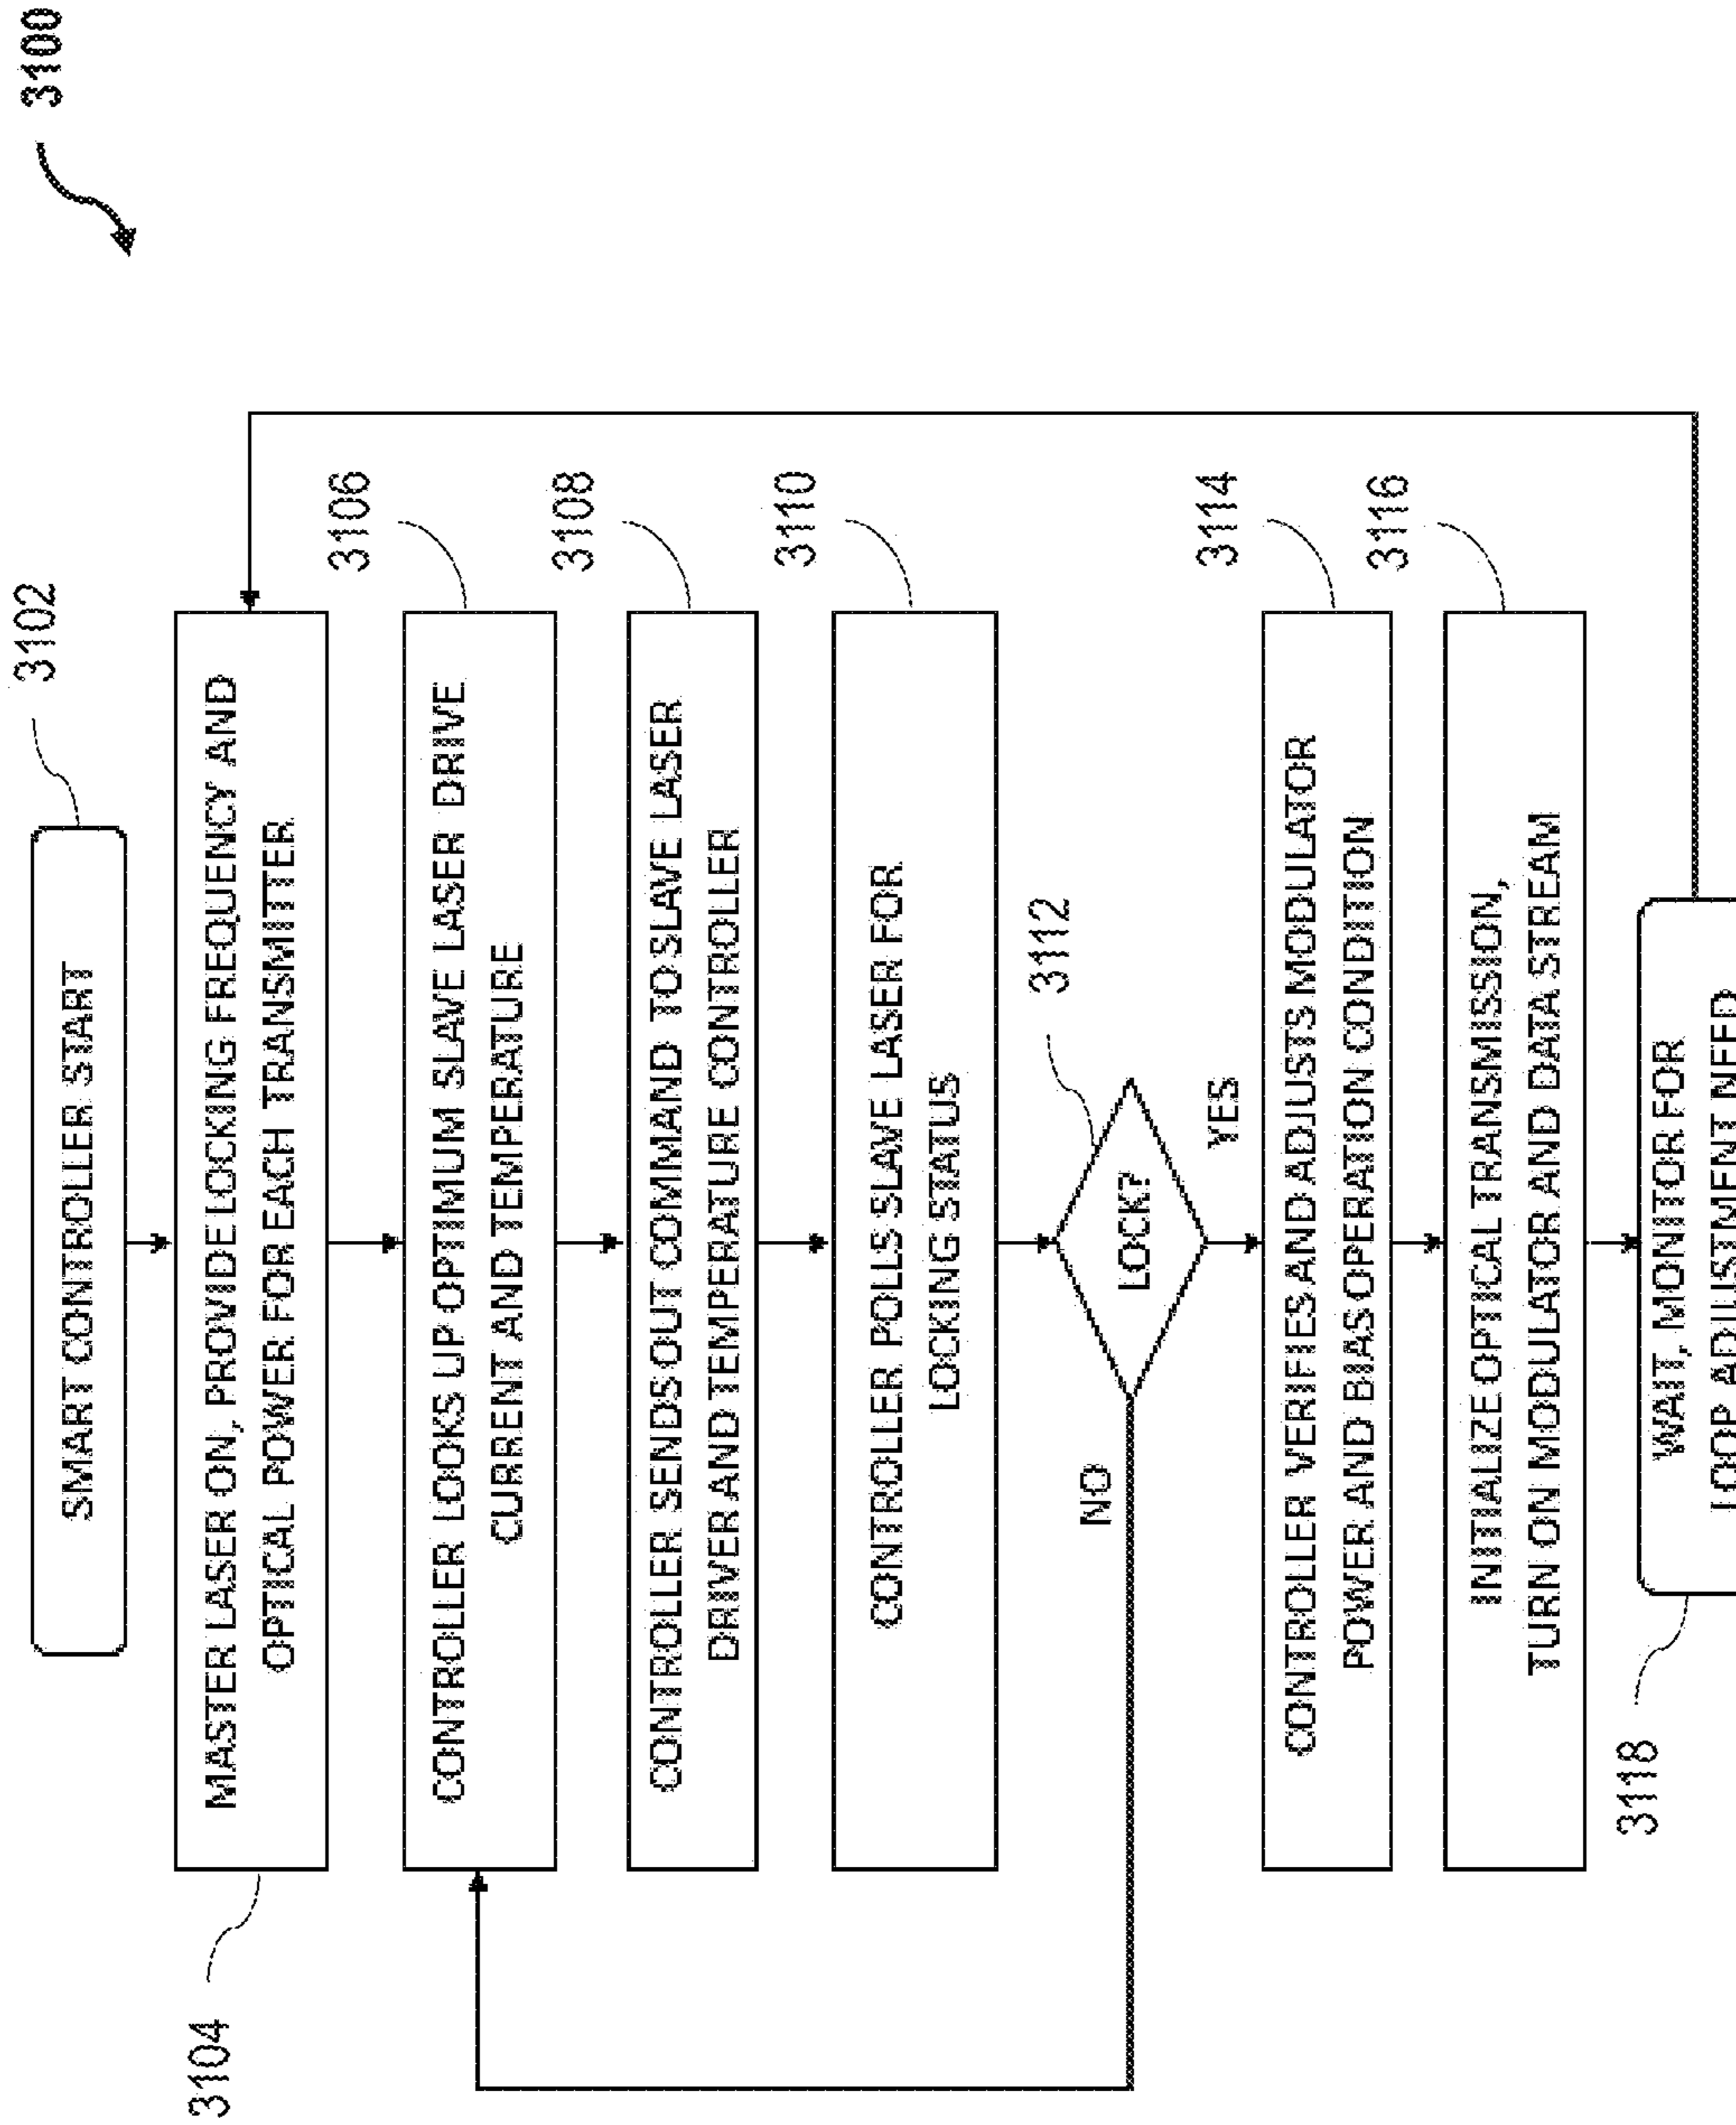 3100
3102
SMART CONTROLLER START
3104
MASTER LASER ON, PROVIDE LOCKING FREQUENCY AND
OPTICAL POWER FOR EACH TRANSMITTER
3106
CONTROLLER LOOKS UP OPTIMUM SLAVE LASER DRIVE
CURRENT AND TEMPERATURE
3108
CONTROLLER SENDS OUT COMMAND TO SLAVE LASER
DRIVER AND TEMPERATURE CONTROLLER
3110
CONTROLLER POLLS SLAVE LASER FOR
LOCKING STATUS
3112
LOCK?
NO
YES
3114
CONTROLLER VERIFIES AND ADJUSTS MODULATOR
POWER AND BIAS OPERATION CONDITION
3116
INITIALIZE OPTICAL TRANSMISSION,
TURN ON MODULATOR AND DATA STREAM
3118
WAIT, MONITOR FOR
LOOP ADJUSTMENT NEED